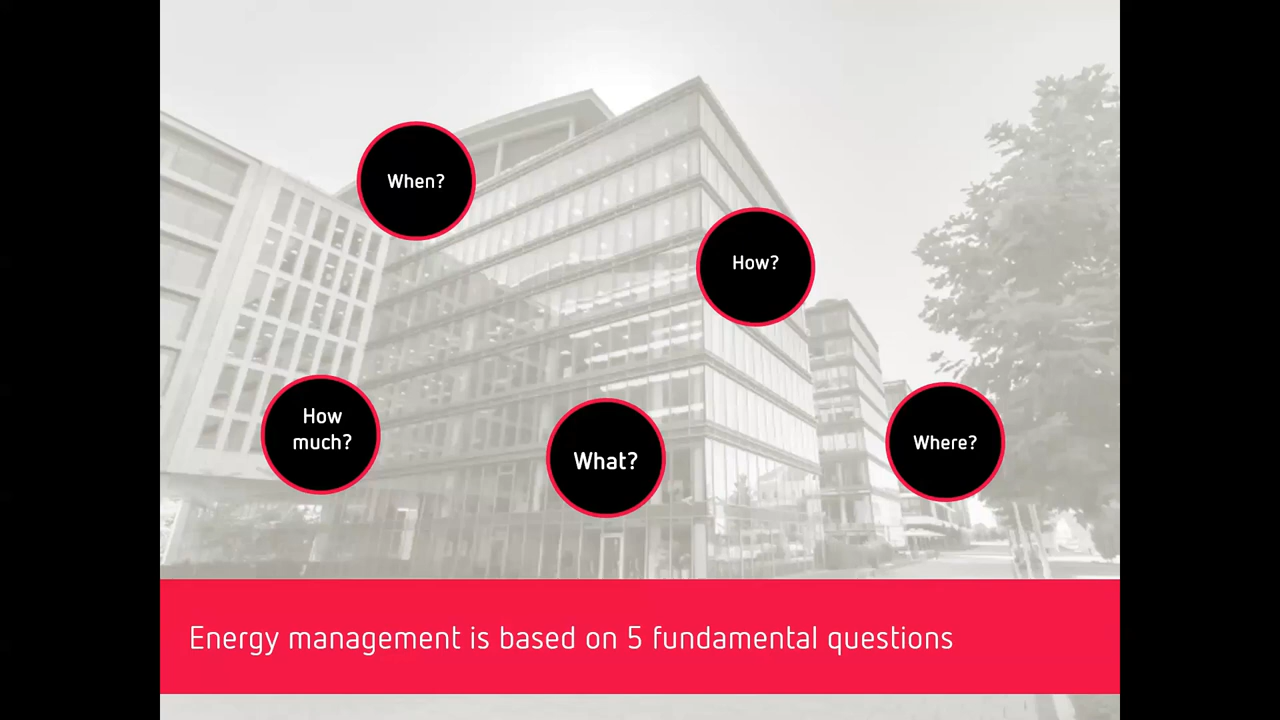 When?
How?
How
much?
What?
Where?
Energy management is based on 5 fundamental questions